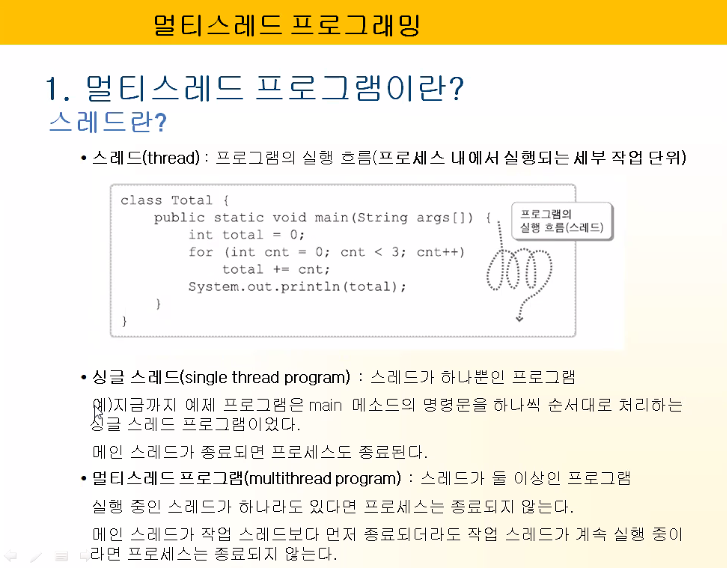 멀티스레드 프로그래밍
1. 멀티스레드 프로그램이란?
스레드란?
• 스레드(thread) : 프로그램의 실행 흐름(프로세스 내에서 실행되는 세부 작업 단위)
class Total {
public static void main(String args[]) {
int total = 0;
for (int cnt = 0; cnt < 3; cnt++)
total += cnt;
System.out.println(total);
}
}
프로그램의
실행 흐름(스레드)
• 싱글 스레드(single thread program) : 스레드가 하나뿐인 프로그램
예)지금까지 예제 프로그램은 main 메소드의 명령문을 하나씩 순서대로 처리하는
싱글 스레드 프로그램이었다.
메인 스레드가 종료되면 프로세스도 종료된다.
• 멀티스레드 프로그램(multithread program) : 스레드가 둘 이상인 프로그램
실행 중인 스레드가 하나라도 있다면 프로세스는 종료되지 않는다.
메인 스레드가 작업 스레드보다 먼저 종료되더라도 작업 스레드가 계속 실행 중이
라면 프로세스는 종료되지 않는다.